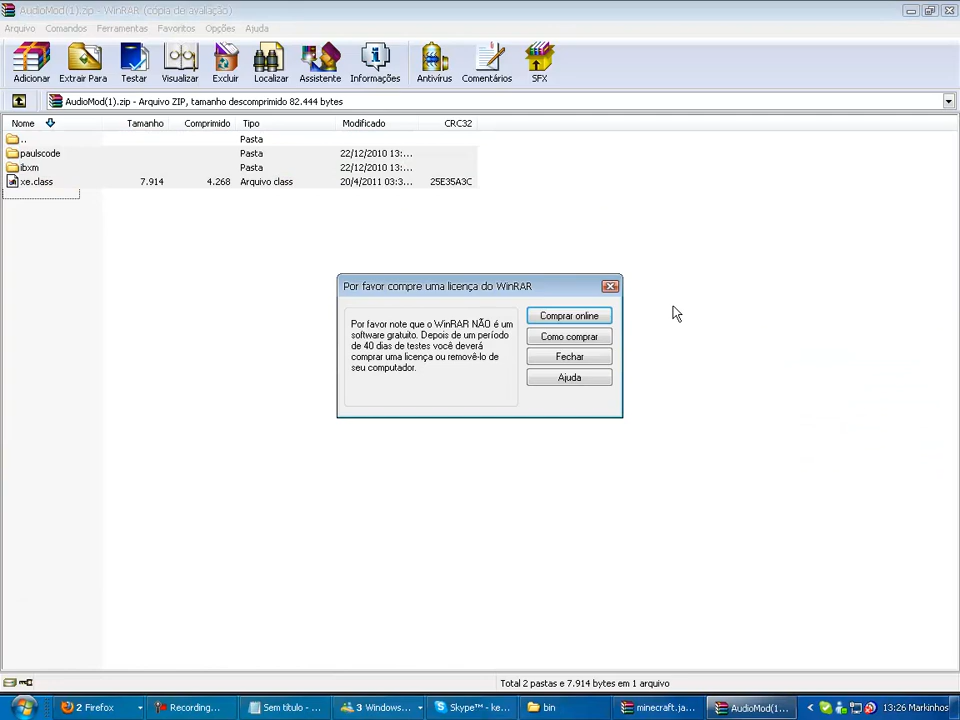 AudioMod(1).zip - WinRAR (cópia de avaliação)
Arquivo Comandos Ferramentas Favoritos Opções Ajuda
Adicionar Extrair Para Testar Visualizar Excluir Localizar Assistente Informações Antivírus Comentários SFX
AudioMod(1).zip - Arquivo ZIP, tamanho descomprimido 82.444 bytes
Nome Tamanho Comprimido Tipo Modificado CRC32
.. Pasta
paulscode Pasta 22/12/2010 13:...
ibxm Pasta 22/12/2010 13:...
xe.class 7.914 4.268 Arquivo class 20/4/2011 03:3... 25E35A3C
Por favor compre uma licença do WinRAR
Por favor note que o WinRAR NÃO é um
software gratuito. Depois de um período
de 40 dias de testes você deverá
comprar uma licença ou removê-lo de
seu computador.
Comprar online
Como comprar
Fechar
Ajuda
Total 2 pastas e 7.914 bytes em 1 arquivo
2 Firefox Recording... Sem título - ... 3 Windows... Skype™ - ke... bin minecraft.ja... AudioMod(1... 13:26 Markinhos